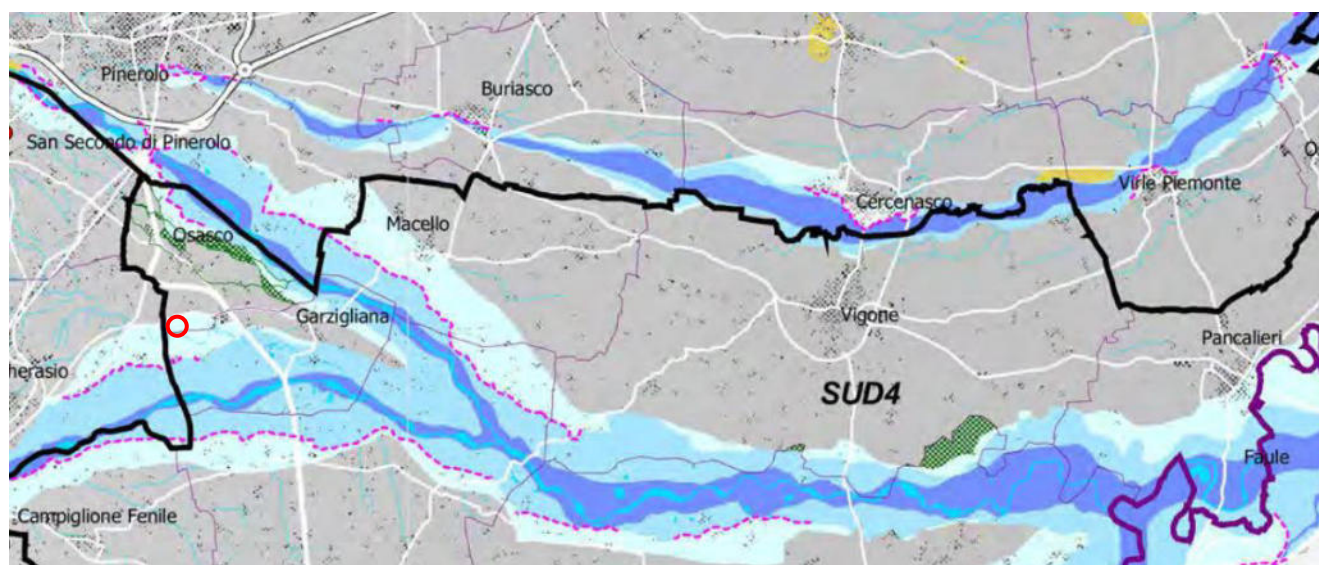 Pinerolo
Buriasco
San Secondo di Pinerolo
Osasco
Macello
Cercenasco
Virle Piemonte
Garzigliana
Vigone
Pancalieri
herasio
SUD4
Faule
Campiglione Fenile